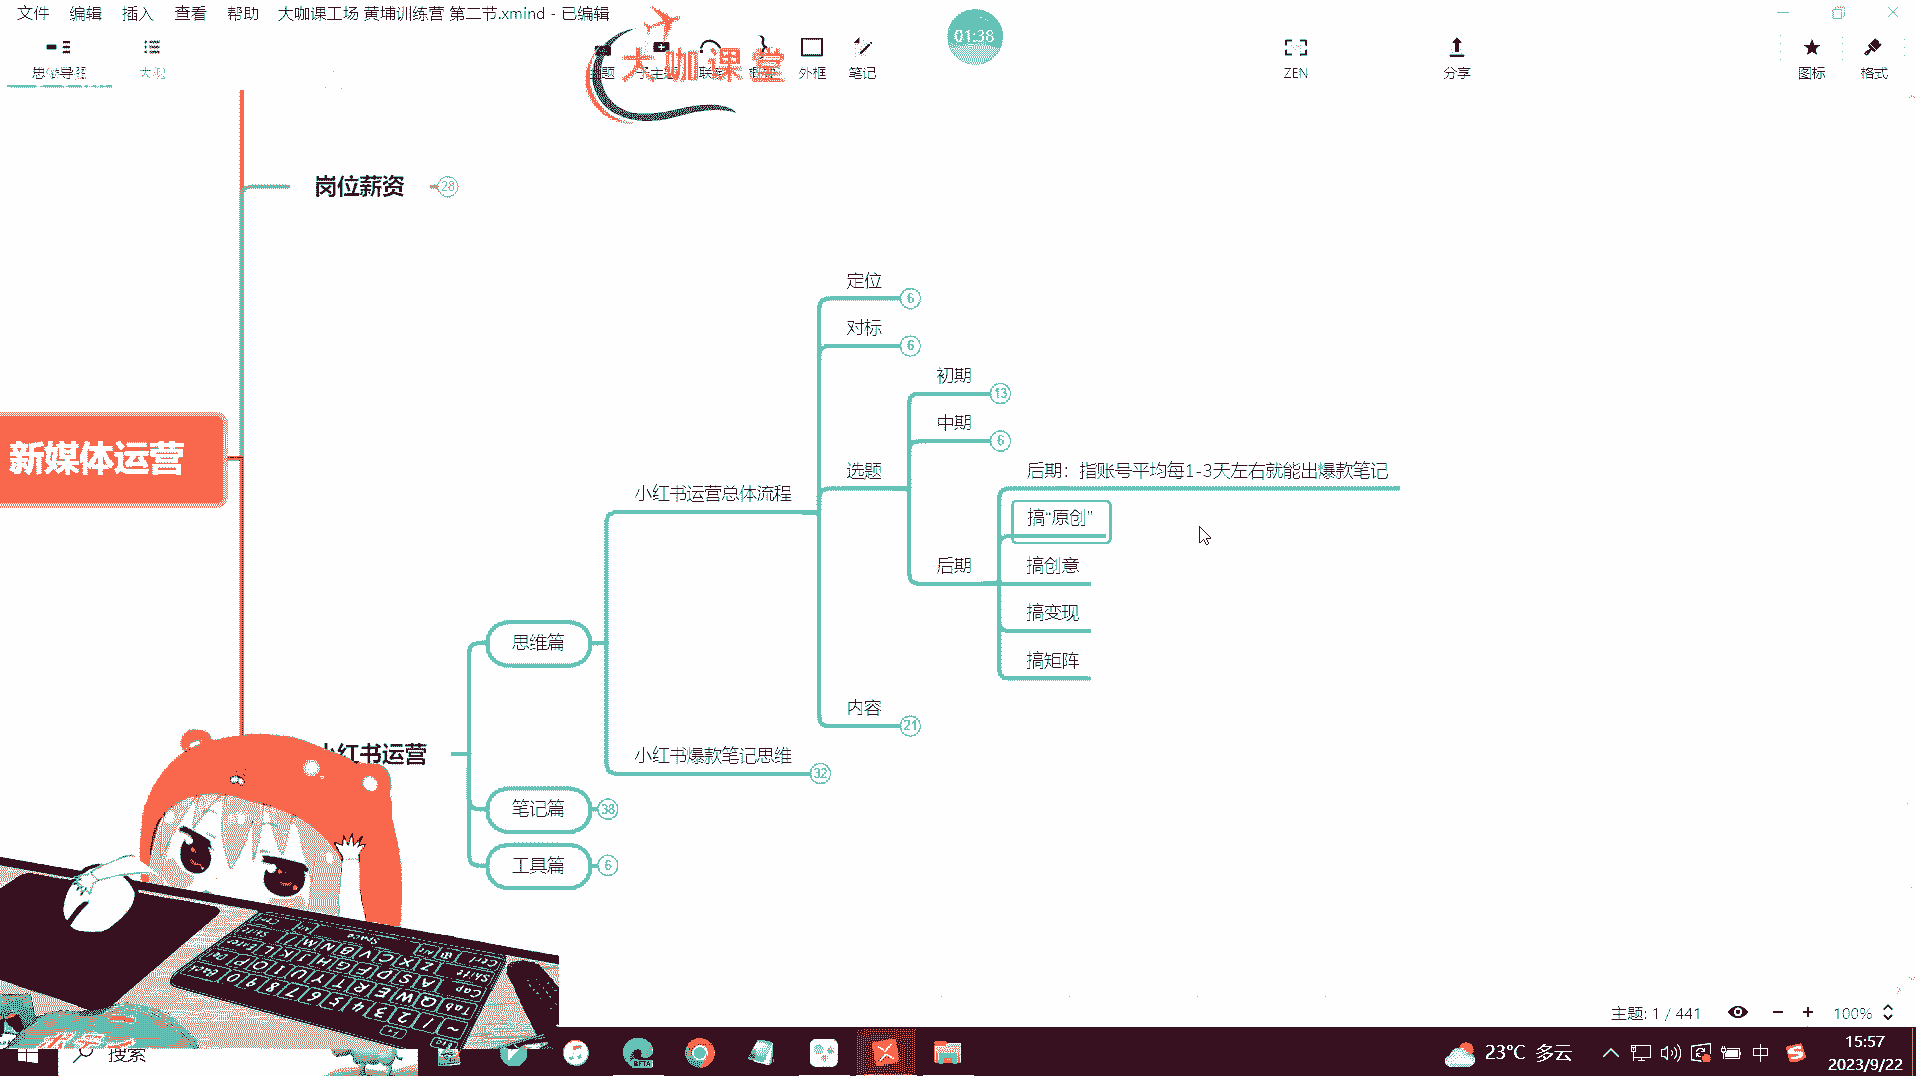 文件 编辑 插入 查看 帮助 大咖课工场 黄埔训练营 第二节.xmind - 已编辑
01:38
大咖课堂
思维导图 大纲 外框 笔记 ZEN 分享 图标 格式
岗位薪资 28
定位 6
对标 6
初期 13
中期 6
新媒体运营
选题
后期：指账号平均每1-3天左右就能出爆款笔记
小红书运营总体流程
搞“原创”
后期
搞创意
搞变现
思维篇
搞矩阵
内容 21
小红书运营
小红书爆款笔记思维 32
笔记篇 38
工具篇 6
主题: 1 / 441 100%
搜索
BETA
23°C 多云
中
15:57
2023/9/22